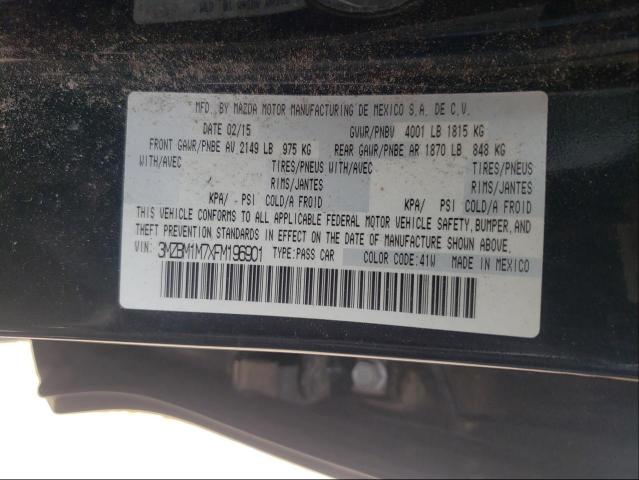 MFD. BY MAZDA MOTOR MANUFACTURING DE MEXICO S.A. DE C.V.
DATE 02/15 GVWR/PNBV 4001 LB 1815 KG
FRONT GAWR/PNBE AV 2149 LB 975 KG REAR GAWR/PNBE AR 1870 LB 848 KG
WITH/AVEC TIRES/PNEUS WITH/AVEC TIRES/PNEUS
RIMS/JANTES RIMS/JANTES
KPA/ . PSI COLD/A FROID KPA/ . PSI COLD/A FROID
THIS VEHICLE CONFORMS TO ALL APPLICABLE FEDERAL MOTOR VEHICLE SAFETY, BUMPER, AND
THEFT PREVENTION STANDARDS IN EFFECT ON THE DATE OF MANUFACTURE SHOWN ABOVE.
VIN: 3MZBM1M7XFM196901 TYPE:PASS CAR COLOR CODE:41W MADE IN MEXICO